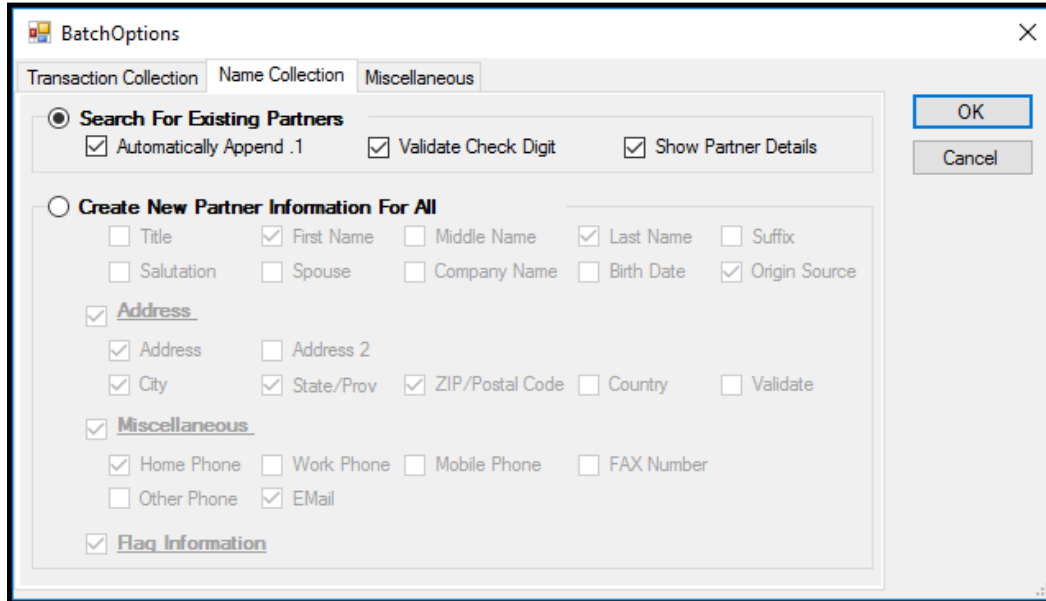 BatchOptions
Transaction Collection Name Collection Miscellaneous
Search For Existing Partners
Automatically Append .1 Validate Check Digit Show Partner Details
OK
Cancel
Create New Partner Information For All
Title First Name Middle Name Last Name Suffix
Salutation Spouse Company Name Birth Date Origin Source
Address
Address Address 2
City State/Prov ZIP/Postal Code Country Validate
Miscellaneous
Home Phone Work Phone Mobile Phone FAX Number
Other Phone EMail
Flag Information